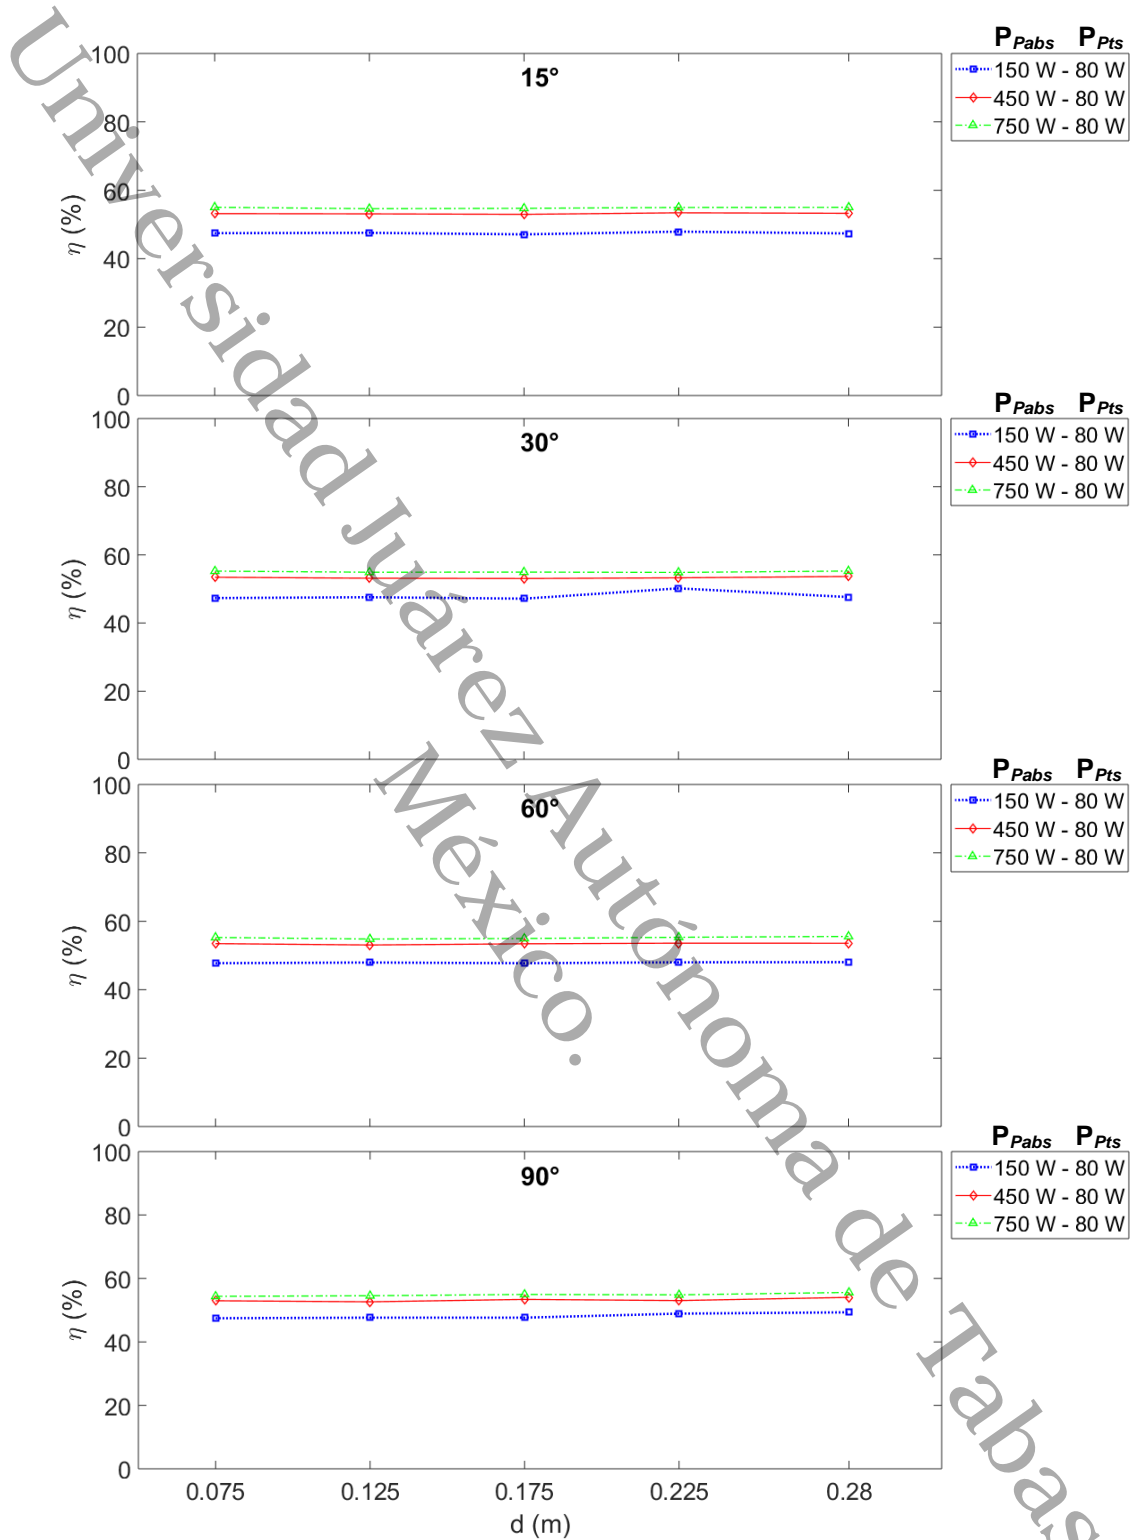 P_Pabs P_Pts
150 W - 80 W
450 W - 80 W
750 W - 80 W
15°
100
80
60
40
20
0
η (%)
P_Pabs P_Pts
150 W - 80 W
450 W - 80 W
750 W - 80 W
30°
100
80
60
40
20
0
η (%)
P_Pabs P_Pts
150 W - 80 W
450 W - 80 W
750 W - 80 W
60°
100
80
60
40
20
0
η (%)
P_Pabs P_Pts
150 W - 80 W
450 W - 80 W
750 W - 80 W
90°
100
80
60
40
20
0
η (%)
0.075 0.125 0.175 0.225 0.28
d (m)
Universidad Juárez Autónoma de Tabas
México.